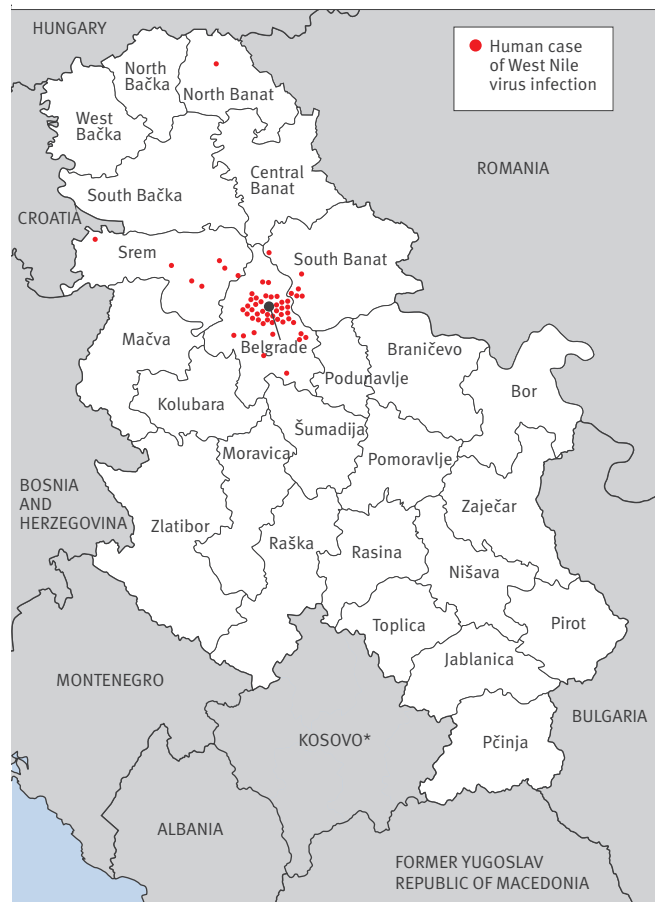 HUNGARY
Human case
of West Nile
virus infection
North
Bačka
North Banat
West
Bačka
ROMANIA
Central
Banat
South Bačka
CROATIA
Srem
South Banat
Mačva
Belgrade
Braničevo
Podunavlje
Bor
Kolubara
Šumadija
Moravica
Pomoravlje
BOSNIA
AND
HERZEGOVINA
Zaječar
Zlatibor
Raška
Rasina
Nišava
Toplica
Pirot
Jablanica
MONTENEGRO
BULGARIA
KOSOVO*
Pčinja
ALBANIA
FORMER YUGOSLAV
REPUBLIC OF MACEDONIA